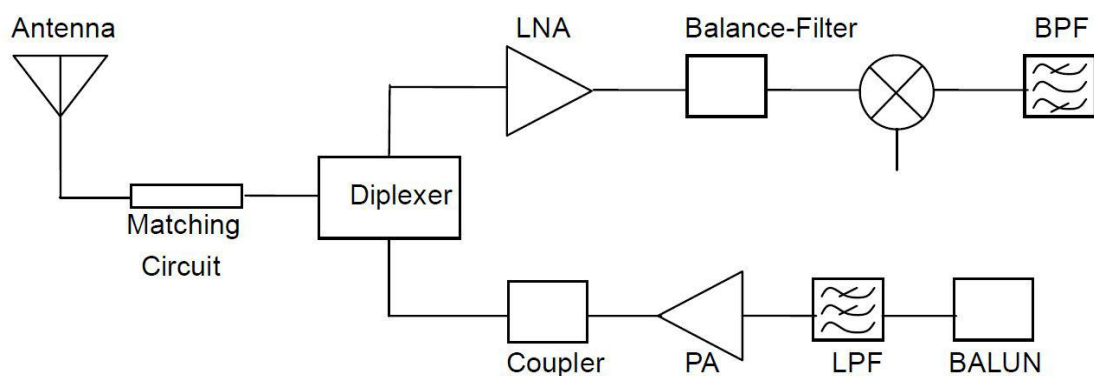 Antenna
LNA
Balance-Filter
BPF
Diplexer
Matching
Circuit
Coupler
PA
LPF
BALUN